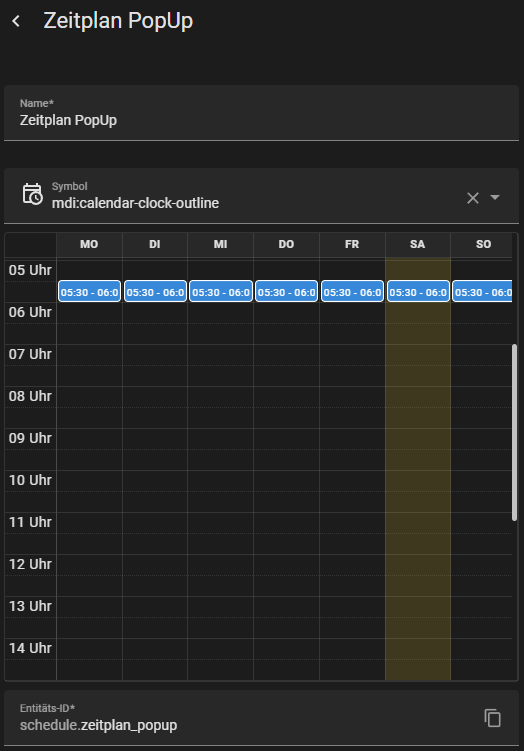 Zeitplan PopUp
Name*
Zeitplan PopUp
Symbol
mdi:calendar-clock-outline
MO DI MI DO FR SA SO
05 Uhr
05:30 - 06:0 05:30 - 06:0 05:30 - 06:0 05:30 - 06:0 05:30 - 06:0 05:30 - 06:0 05:30 - 06:0
06 Uhr
07 Uhr
08 Uhr
09 Uhr
10 Uhr
11 Uhr
12 Uhr
13 Uhr
14 Uhr
Entitäts-ID*
schedule.zeitplan_popup